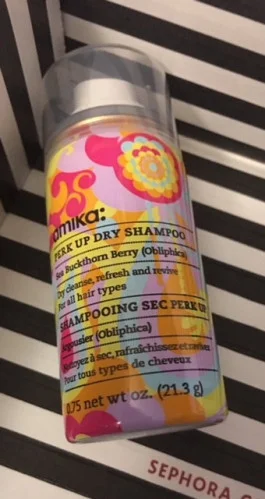 amika:
PERK UP DRY SHAMPOO
Sea Buckthorn Berry (Obliphica)
Dry cleanse, refresh and revive
For all hair types
SHAMPOOING SEC PERK UP
Argousier (Obliphica)
Nettoyez à sec, rafraîchissez et ravivez
Pour tous types de cheveux
0.75 net wt oz. (21.3 g)
SEPHORA.C